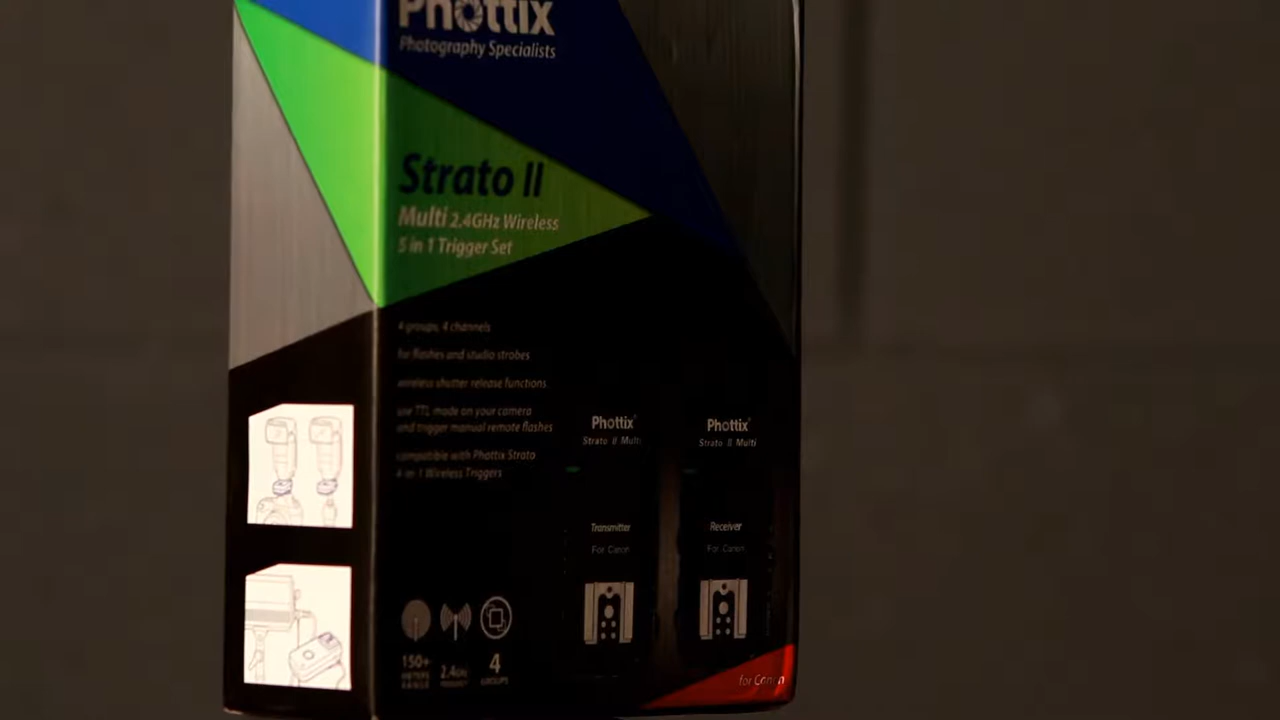 Phottix
Photography Specialists
Strato II
Multi 2.4GHz Wireless
5 in 1 Trigger Set
4 groups, 4 channels
for flashes and studio strobes
wireless shutter release functions
use TTL mode on your camera
and trigger manual remote flashes
compatible with Phottix Strato
4 in 1 Wireless Triggers
Phottix
Strato II Multi
Transmitter
For Canon
Phottix
Strato II Multi
Receiver
For Canon
150+
METERS
RANGE
2.4GHz
FREQUENCY
4
GROUPS
for Canon